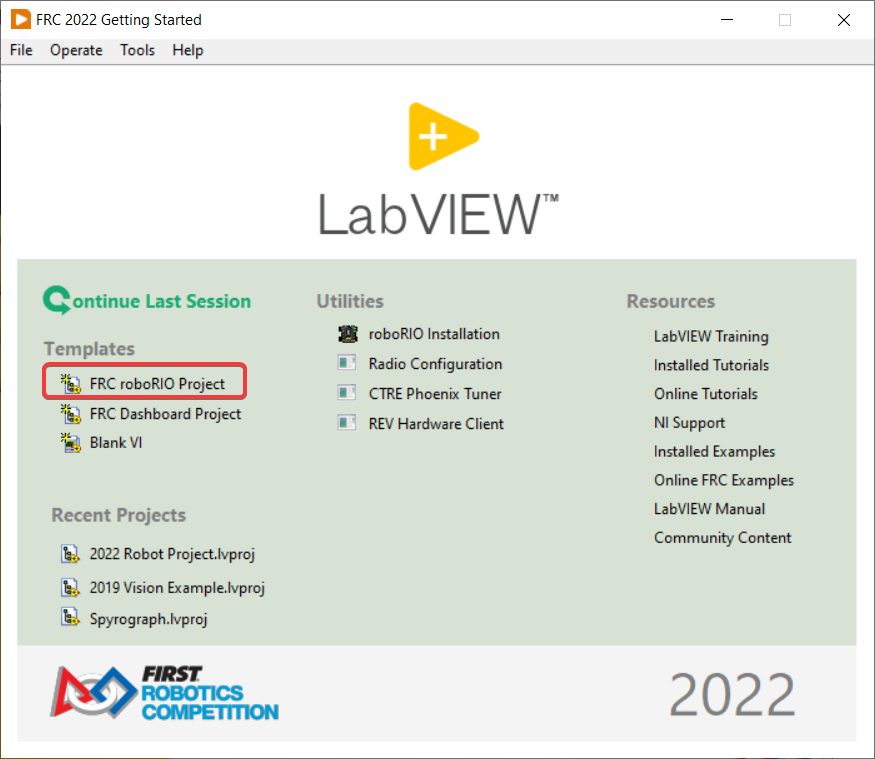 FRC 2022 Getting Started
File Operate Tools Help
LabVIEW™
Continue Last Session
Templates
FRC roboRIO Project
FRC Dashboard Project
Blank VI
Recent Projects
2022 Robot Project.lvproj
2019 Vision Example.lvproj
Spyrograph.lvproj
Utilities
roboRIO Installation
Radio Configuration
CTRE Phoenix Tuner
REV Hardware Client
Resources
LabVIEW Training
Installed Tutorials
Online Tutorials
NI Support
Installed Examples
Online FRC Examples
LabVIEW Manual
Community Content
FIRST
ROBOTICS
COMPETITION
2022